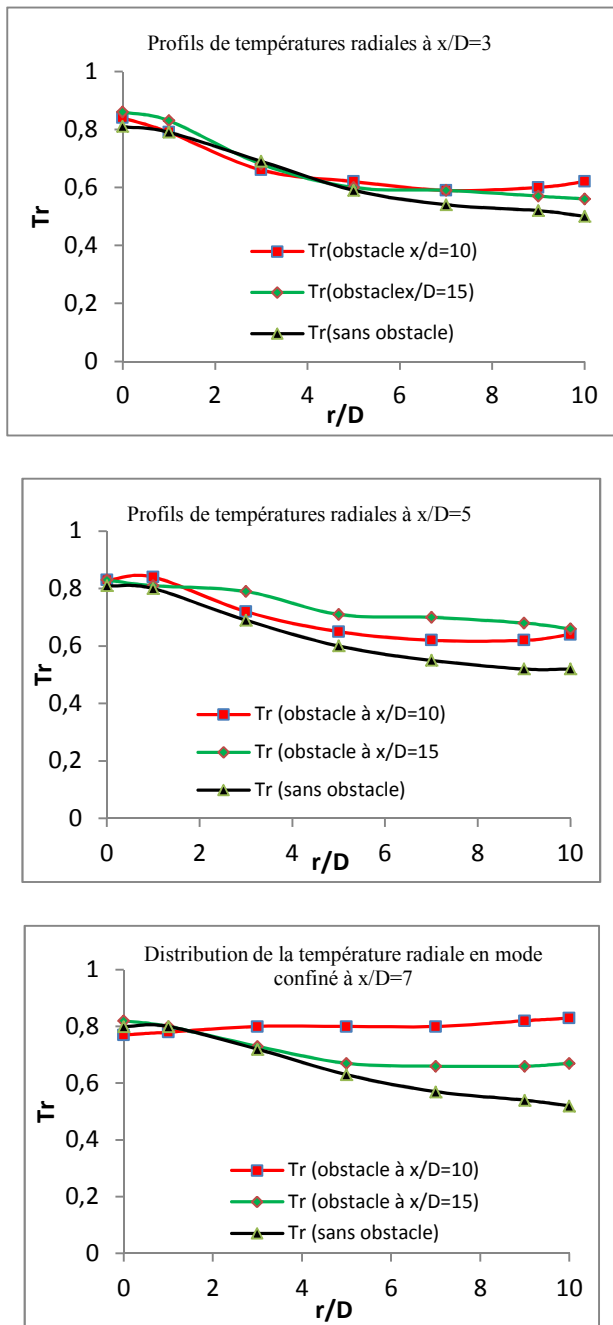 Profils de températures radiales à x/D=3
1
0,8
0,6
0,4
0,2
0
Tr
Tr(obstacle x/d=10)
Tr(obstaclex/D=15)
Tr(sans obstacle)
0 2 4 6 8 10
r/D
Profils de températures radiales à x/D=5
1
0,8
0,6
0,4
0,2
0
Tr
Tr (obstacle à x/D=10)
Tr (obstacle à x/D=15
Tr (sans obstacle)
0 2 4 6 8 10
r/D
Distribution de la température radiale en mode
confiné à x/D=7
1
0,8
0,6
0,4
0,2
0
Tr
Tr (obstacle à x/D=10)
Tr (obstacle à x/D=15)
Tr (sans obstacle)
0 2 4 6 8 10
r/D